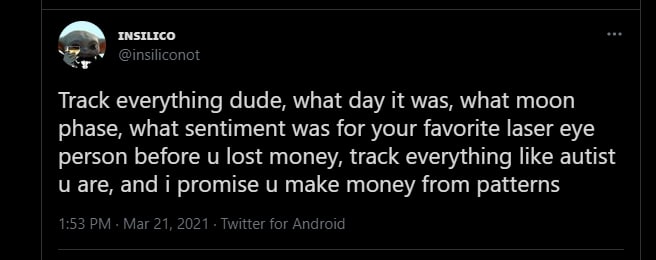 INSILICO
@insiliconot
Track everything dude, what day it was, what moon
phase, what sentiment was for your favorite laser eye
person before u lost money, track everything like autist
u are, and i promise u make money from patterns
1:53 PM · Mar 21, 2021 · Twitter for Android